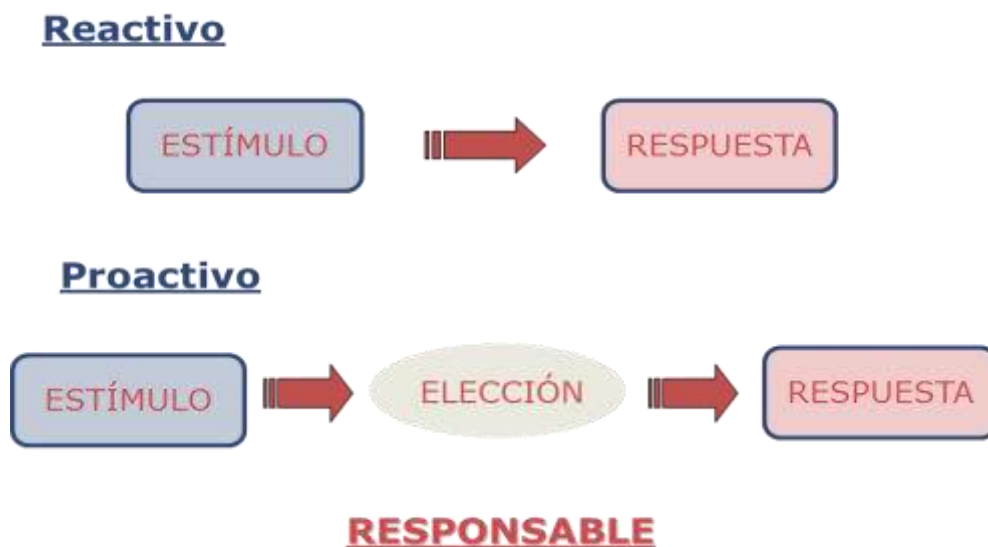 Reactivo
ESTÍMULO RESPUESTA
Proactivo
ESTÍMULO ELECCIÓN RESPUESTA
RESPONSABLE